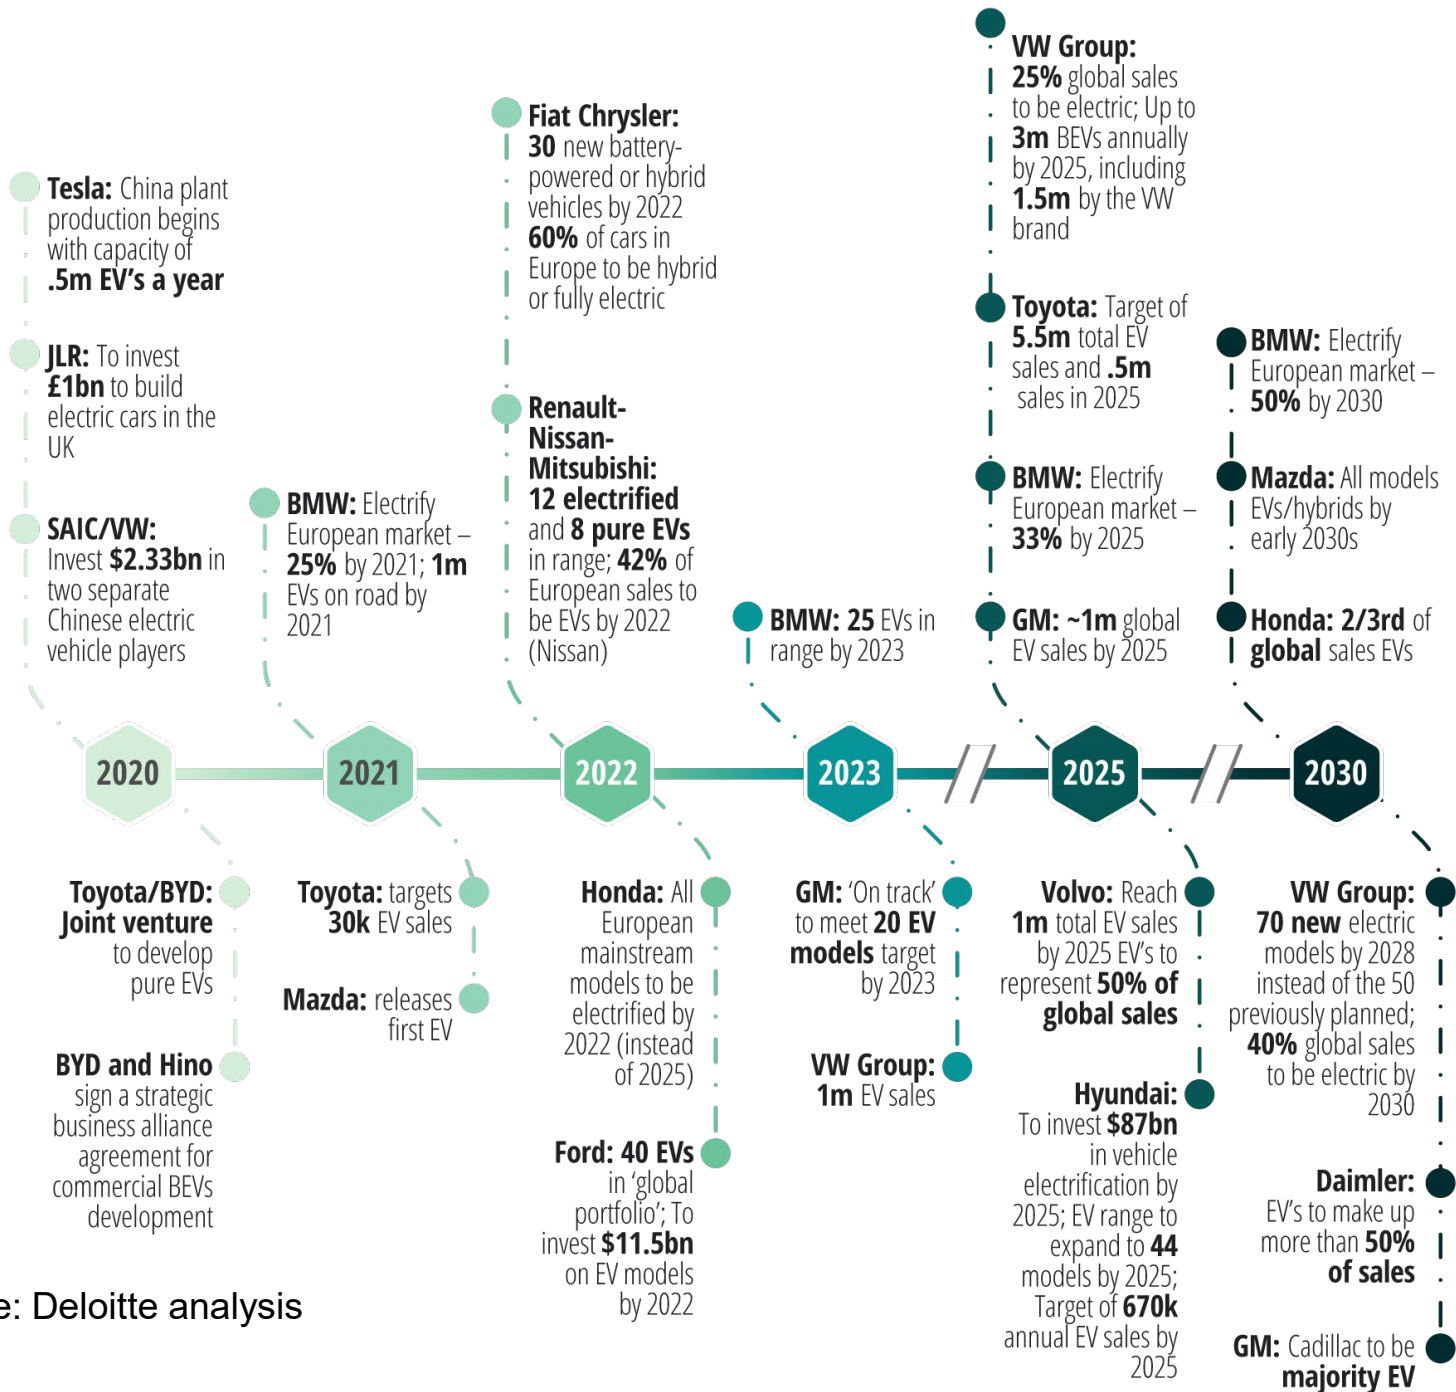 Tesla: China plant
production begins
with capacity of
.5m EV's a year
JLR: To invest
£1bn to build
electric cars in the
UK
SAIC/VW:
Invest $2.33bn in
two separate
Chinese electric
vehicle players
BMW: Electrify
European market –
25% by 2021; 1m
EVs on road by
2021
Fiat Chrysler:
30 new battery-
powered or hybrid
vehicles by 2022
60% of cars in
Europe to be hybrid
or fully electric
Renault-
Nissan-
Mitsubishi:
12 electrified
and 8 pure EVs
in range; 42% of
European sales to
be EVs by 2022
(Nissan)
BMW: 25 EVs in
range by 2023
VW Group:
25% global sales
to be electric; Up to
3m BEVs annually
by 2025, including
1.5m by the VW
brand
Toyota: Target of
5.5m total EV
sales and .5m
sales in 2025
BMW: Electrify
European market –
33% by 2025
GM: ~1m global
EV sales by 2025
BMW: Electrify
European market –
50% by 2030
Mazda: All models
EVs/hybrids by
early 2030s
Honda: 2/3rd of
global sales EVs
2020
2021
2022
2023
2025
2030
Toyota/BYD:
Joint venture
to develop
pure EVs
BYD and Hino
sign a strategic
business alliance
agreement for
commercial BEVs
development
Toyota: targets
30k EV sales
Mazda: releases
first EV
Honda: All
European
mainstream
models to be
electrified by
2022 (instead
of 2025)
Ford: 40 EVs
in 'global
portfolio'; To
invest $11.5bn
on EV models
by 2022
GM: 'On track'
to meet 20 EV
models target
by 2023
VW Group:
1m EV sales
Volvo: Reach
1m total EV sales
by 2025 EV's to
represent 50% of
global sales
Hyundai:
To invest $87bn
in vehicle
electrification by
2025; EV range to
expand to 44
models by 2025;
Target of 670k
annual EV sales by
2025
VW Group:
70 new electric
models by 2028
instead of the 50
previously planned;
40% global sales
to be electric by
2030
Daimler:
EV's to make up
more than 50%
of sales
GM: Cadillac to be
majority EV
e: Deloitte analysis